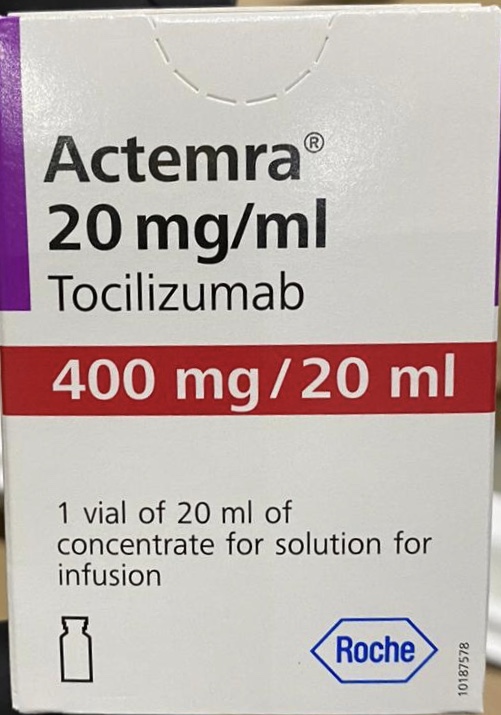 Actemra®
20 mg/ml
Tocilizumab
400 mg/20 ml
1 vial of 20 ml of
concentrate for solution for
infusion
Roche
10187578